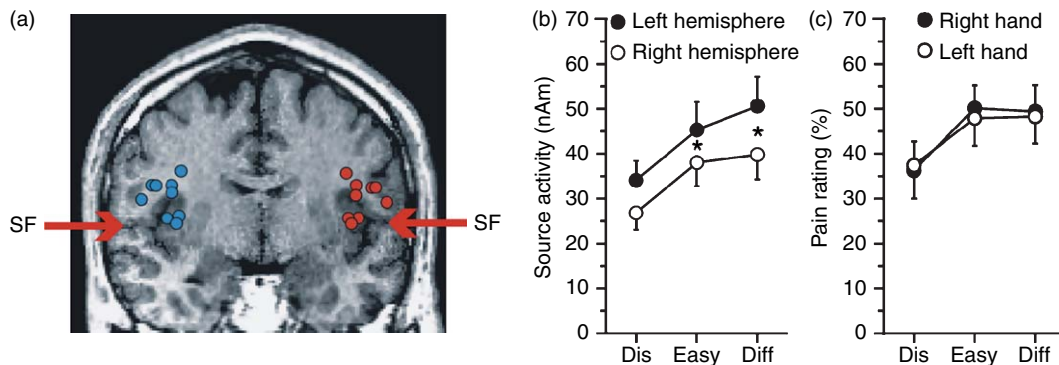 (a)
SF
SF
(b)
70
60
50
40
30
20
10
0
Source activity (nAm)
Left hemisphere
Right hemisphere
*
*
Dis Easy Diff
(c)
70
60
50
40
30
20
10
0
Pain rating (%)
Right hand
Left hand
Dis Easy Diff